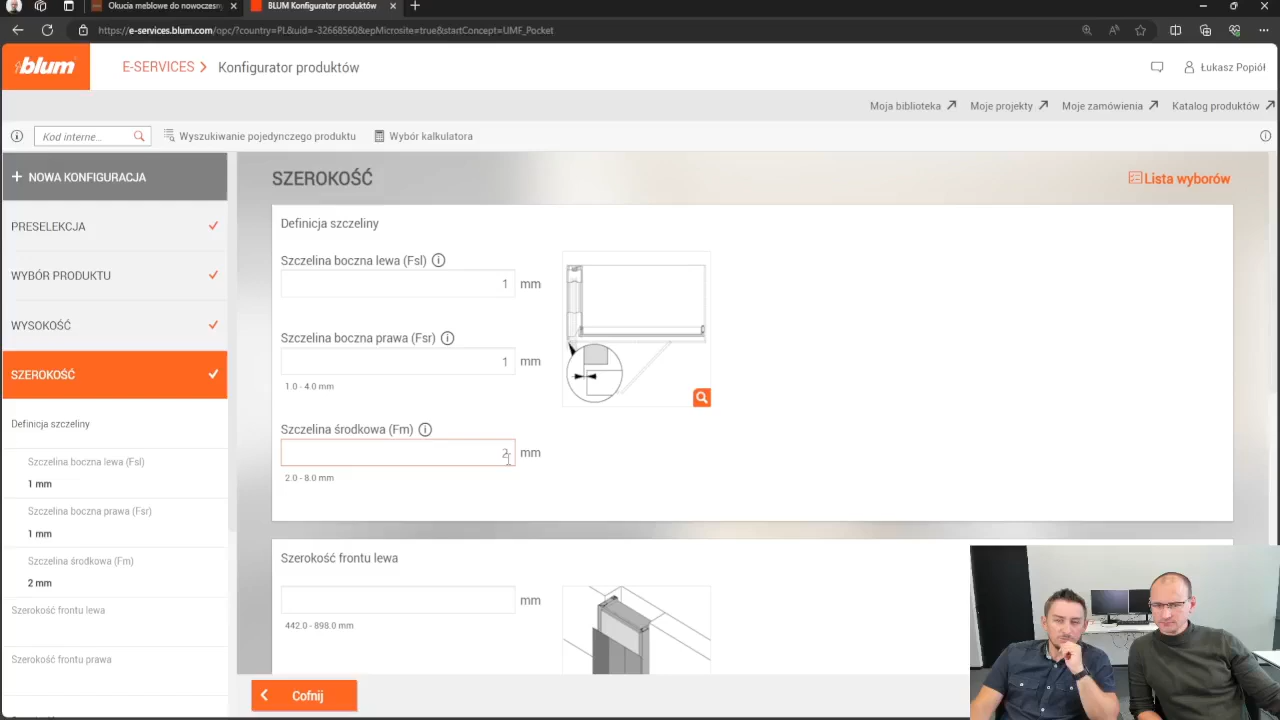 Okucia meblowe do nowoczesn
BLUM Konfigurator produktów
https://e-services.blum.com/opc/?country=PL&uid=-32668560&epMicrosite=true&startConcept=UMF_Pocket
blum
E-SERVICES
Konfigurator produktów
Łukasz Popiół
Moja biblioteka
Moje projekty
Moje zamówienia
Katalog produktów
Kod interne...
Wyszukiwanie pojedynczego produktu
Wybór kalkulatora
NOWA KONFIGURACJA
PRESELEKCJA
WYBÓR PRODUKTU
WYSOKOŚĆ
SZEROKOŚĆ
Definicja szczeliny
Szczelina boczna lewa (Fsl)
1 mm
Szczelina boczna prawa (Fsr)
1 mm
Szczelina środkowa (Fm)
2 mm
Szerokość frontu lewa
Szerokość frontu prawa
SZEROKOŚĆ
Lista wyborów
Definicja szczeliny
Szczelina boczna lewa (Fsl)
1 mm
Szczelina boczna prawa (Fsr)
1 mm
1.0 - 4.0 mm
Szczelina środkowa (Fm)
2 mm
2.0 - 8.0 mm
Szerokość frontu lewa
mm
442.0 - 898.0 mm
Cofnij